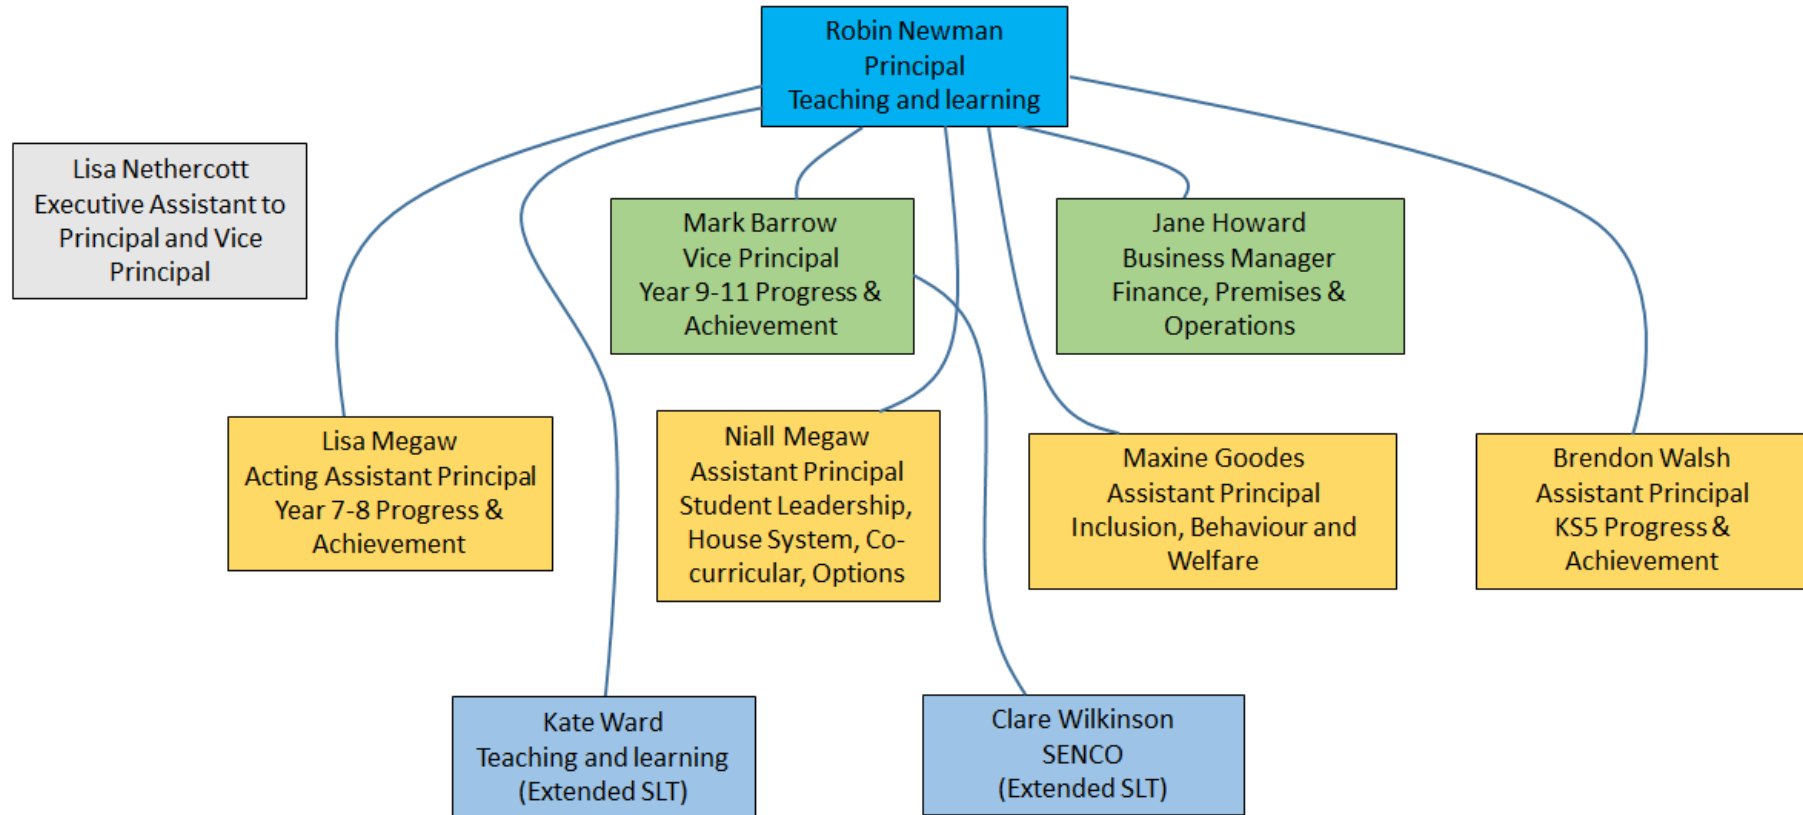 Robin Newman
Principal
Teaching and learning
Lisa Nethercott
Executive Assistant to
Principal and Vice
Principal
Mark Barrow
Vice Principal
Year 9-11 Progress &
Achievement
Jane Howard
Business Manager
Finance, Premises &
Operations
Lisa Megaw
Acting Assistant Principal
Year 7-8 Progress &
Achievement
Niall Megaw
Assistant Principal
Student Leadership,
House System, Co-
curricular, Options
Maxine Goodes
Assistant Principal
Inclusion, Behaviour and
Welfare
Brendon Walsh
Assistant Principal
KS5 Progress &
Achievement
Kate Ward
Teaching and learning
(Extended SLT)
Clare Wilkinson
SENCO
(Extended SLT)